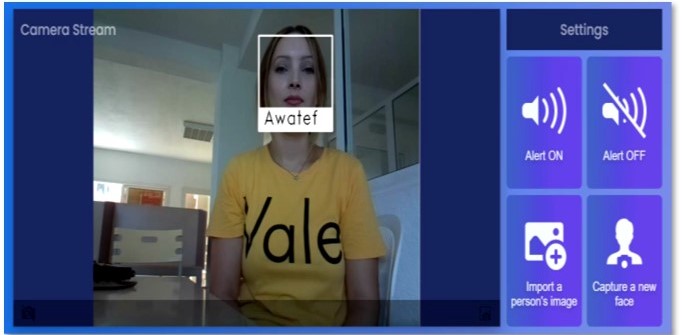 Camera Stream
Settings
Awatef
Vale
Alert ON
Alert OFF
Import a
person's image
Capture a new
face